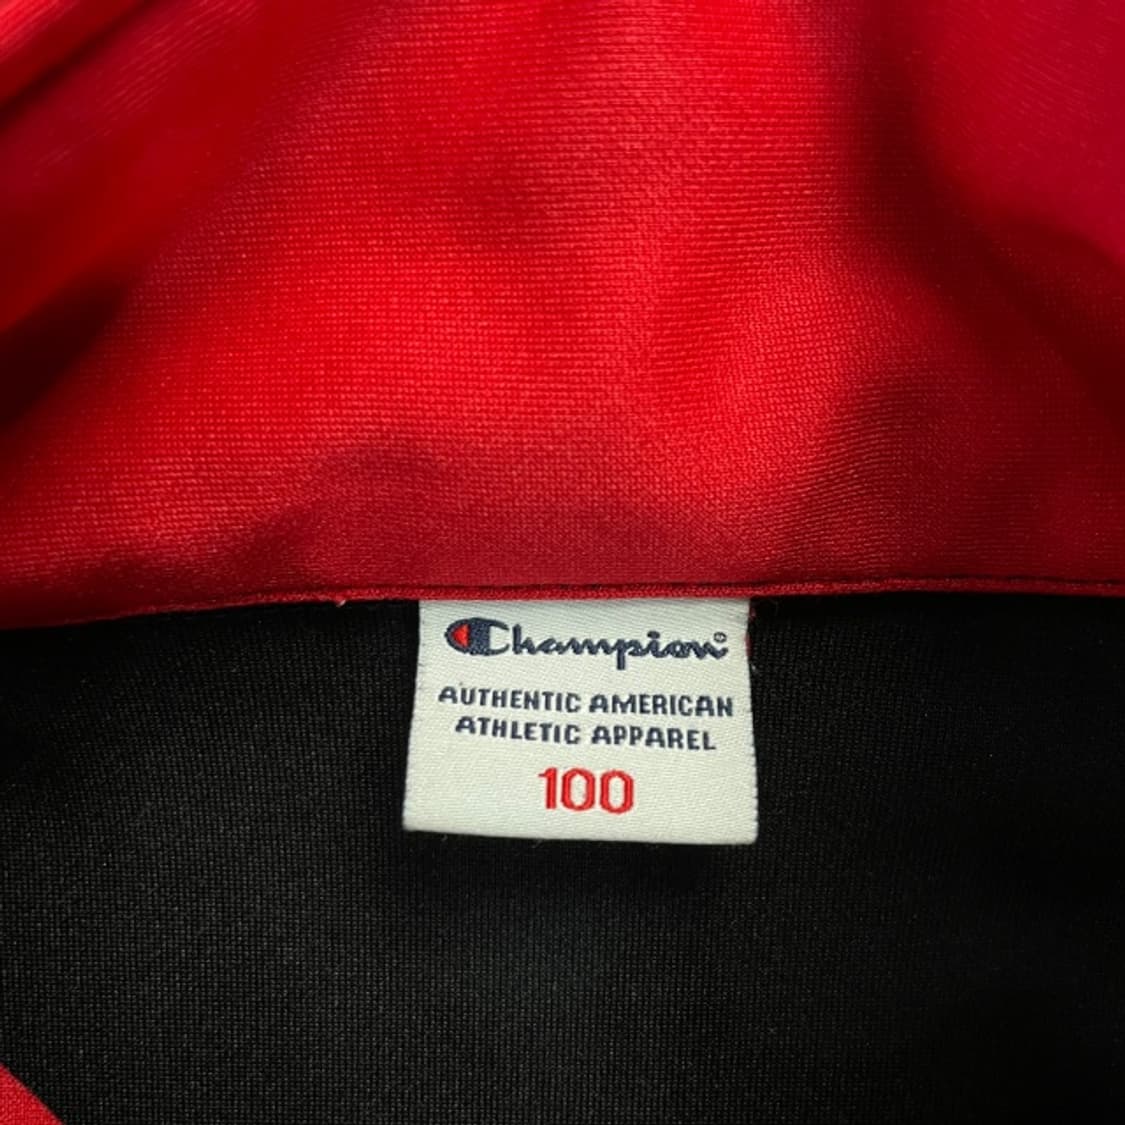 Champion®
AUTHENTIC AMERICAN
ATHLETIC APPAREL
100